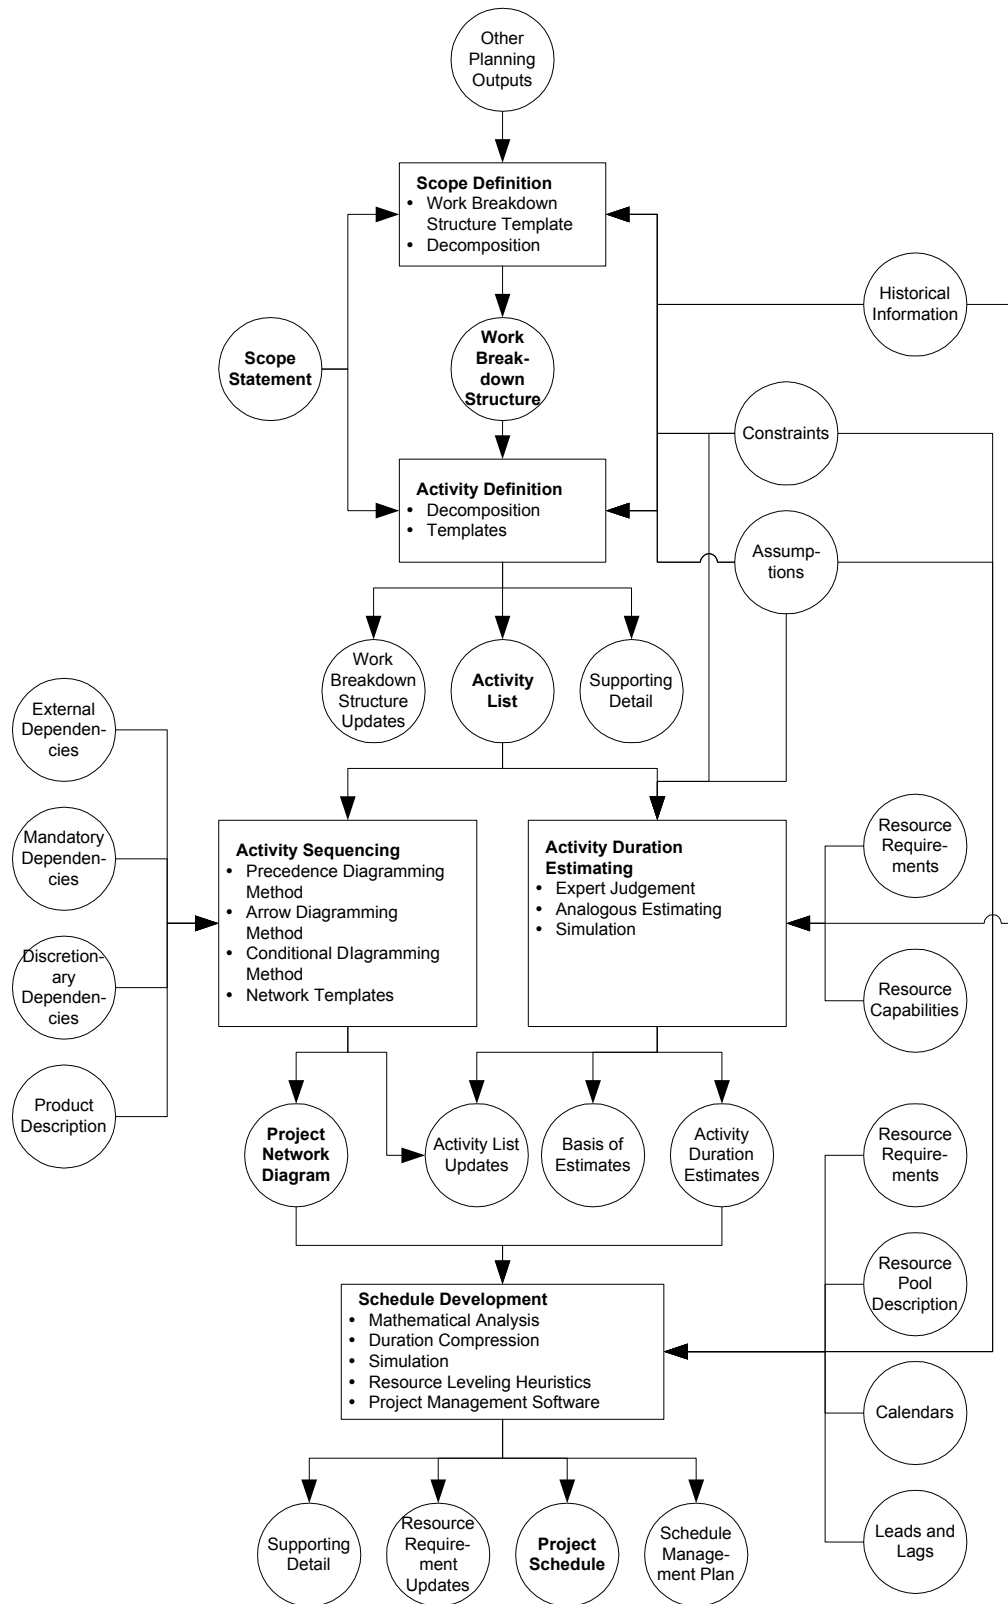 Other
Planning
Outputs
Scope Definition
• Work Breakdown
Structure Template
• Decomposition
Historical
Information
Scope
Statement
Work
Break-
down
Structure
Constraints
Activity Definition
• Decomposition
• Templates
Assump-
tions
Work
Breakdown
Structure
Updates
Activity
List
Supporting
Detail
External
Dependen-
cies
Mandatory
Dependen-
cies
Discretion-
ary
Dependen-
cies
Product
Description
Activity Sequencing
• Precedence Diagramming
Method
• Arrow Diagramming
Method
• Conditional DIagramming
Method
• Network Templates
Activity Duration
Estimating
• Expert Judgement
• Analogous Estimating
• Simulation
Resource
Require-
ments
Resource
Capabilities
Project
Network
Diagram
Activity List
Updates
Basis of
Estimates
Activity
Duration
Estimates
Resource
Require-
ments
Resource
Pool
Description
Schedule Development
• Mathematical Analysis
• Duration Compression
• Simulation
• Resource Leveling Heuristics
• Project Management Software
Calendars
Leads and
Lags
Supporting
Detail
Resource
Require-
ment
Updates
Project
Schedule
Schedule
Manage-
ment Plan